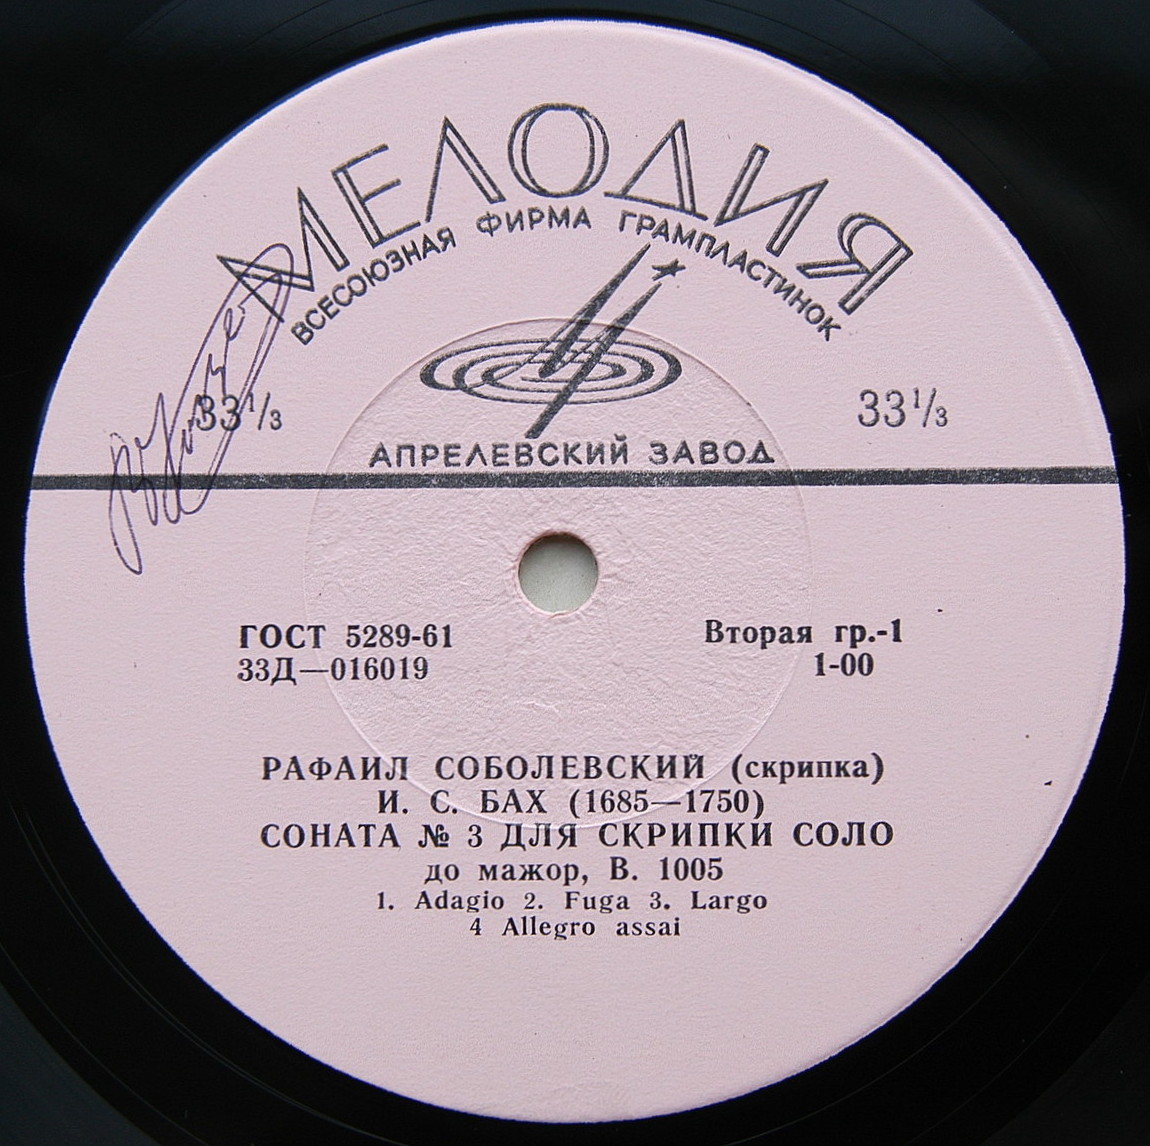 МЕЛОДИЯ
ВСЕСОЮЗНАЯ ФИРМА ГРАМПЛАСТИНОК
33⅓ 33⅓
АПРЕЛЕВСКИЙ ЗАВОД
ГОСТ 5289-61 Вторая гр.-1
33Д—016019 1-00
РАФАИЛ СОБОЛЕВСКИЙ (скрипка)
И. С. БАХ (1685—1750)
СОНАТА № 3 ДЛЯ СКРИПКИ СОЛО
до мажор, В. 1005
1. Adagio 2. Fuga 3. Largo
4 Allegro assai